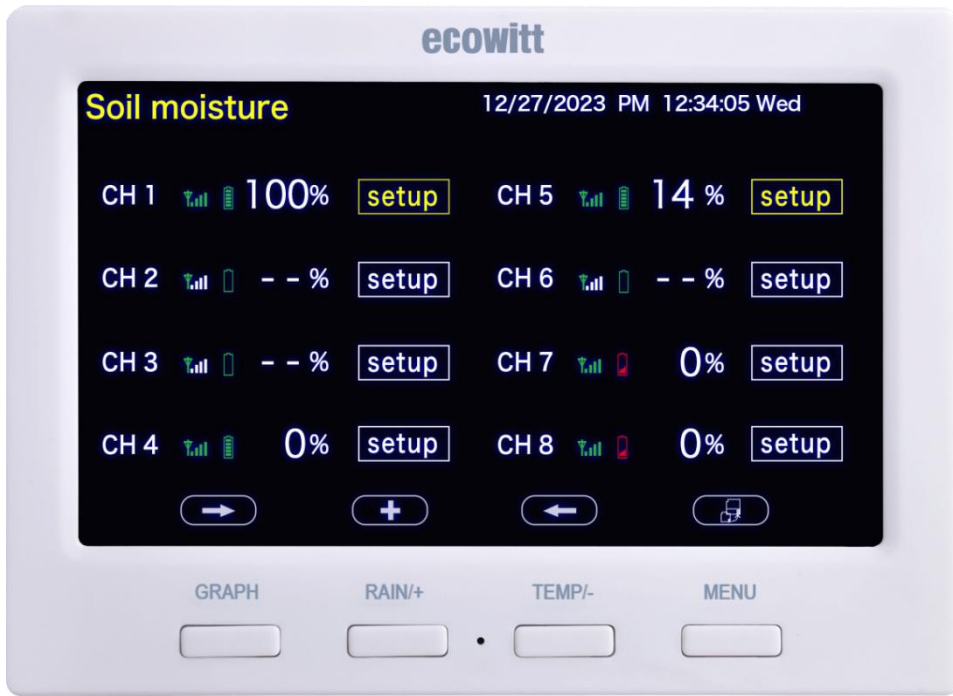 ecowitt
Soil moisture 12/27/2023 PM 12:34:05 Wed
CH 1 100% setup CH 5 14 % setup
CH 2 - - % setup CH 6 - - % setup
CH 3 - - % setup CH 7 0% setup
CH 4 0% setup CH 8 0% setup
GRAPH RAIN/+ TEMP/- MENU